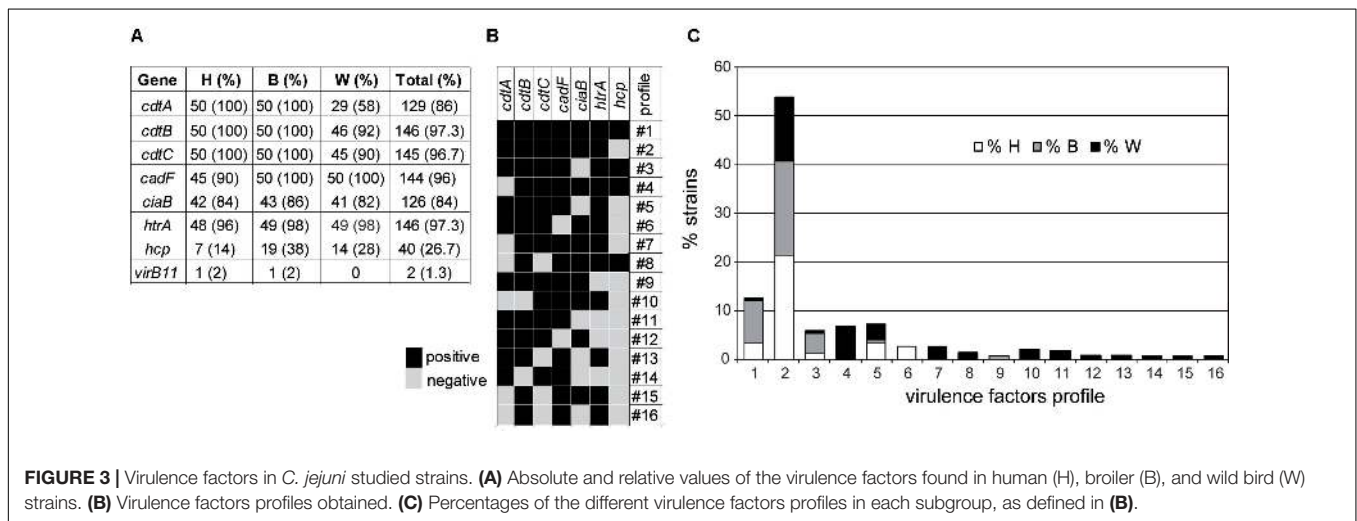 A
Gene H (%) B (%) W (%) Total (%)
cdtA 50 (100) 50 (100) 29 (58) 129 (86)
cdtB 50 (100) 50 (100) 46 (92) 146 (97.3)
cdtC 50 (100) 50 (100) 45 (90) 145 (96.7)
cadF 45 (90) 50 (100) 50 (100) 144 (96)
ciaB 42 (84) 43 (86) 41 (82) 126 (84)
htrA 48 (96) 49 (98) 49 (98) 146 (97.3)
hcp 7 (14) 19 (38) 14 (28) 40 (26.7)
virB11 1 (2) 1 (2) 0 2 (1.3)
positive
negative
B
cdtA cdtB cdtC cadF ciaB htrA hcp profile
#1
#2
#3
#4
#5
#6
#7
#8
#9
#10
#11
#12
#13
#14
#15
#16
C
% strains
60
50
40
30
20
10
0
% H % B % W
1 2 3 4 5 6 7 8 9 10 11 12 13 14 15 16
virulence factors profile
FIGURE 3 | Virulence factors in C. jejuni studied strains. (A) Absolute and relative values of the virulence factors found in human (H), broiler (B), and wild bird (W)
strains. (B) Virulence factors profiles obtained. (C) Percentages of the different virulence factors profiles in each subgroup, as defined in (B).